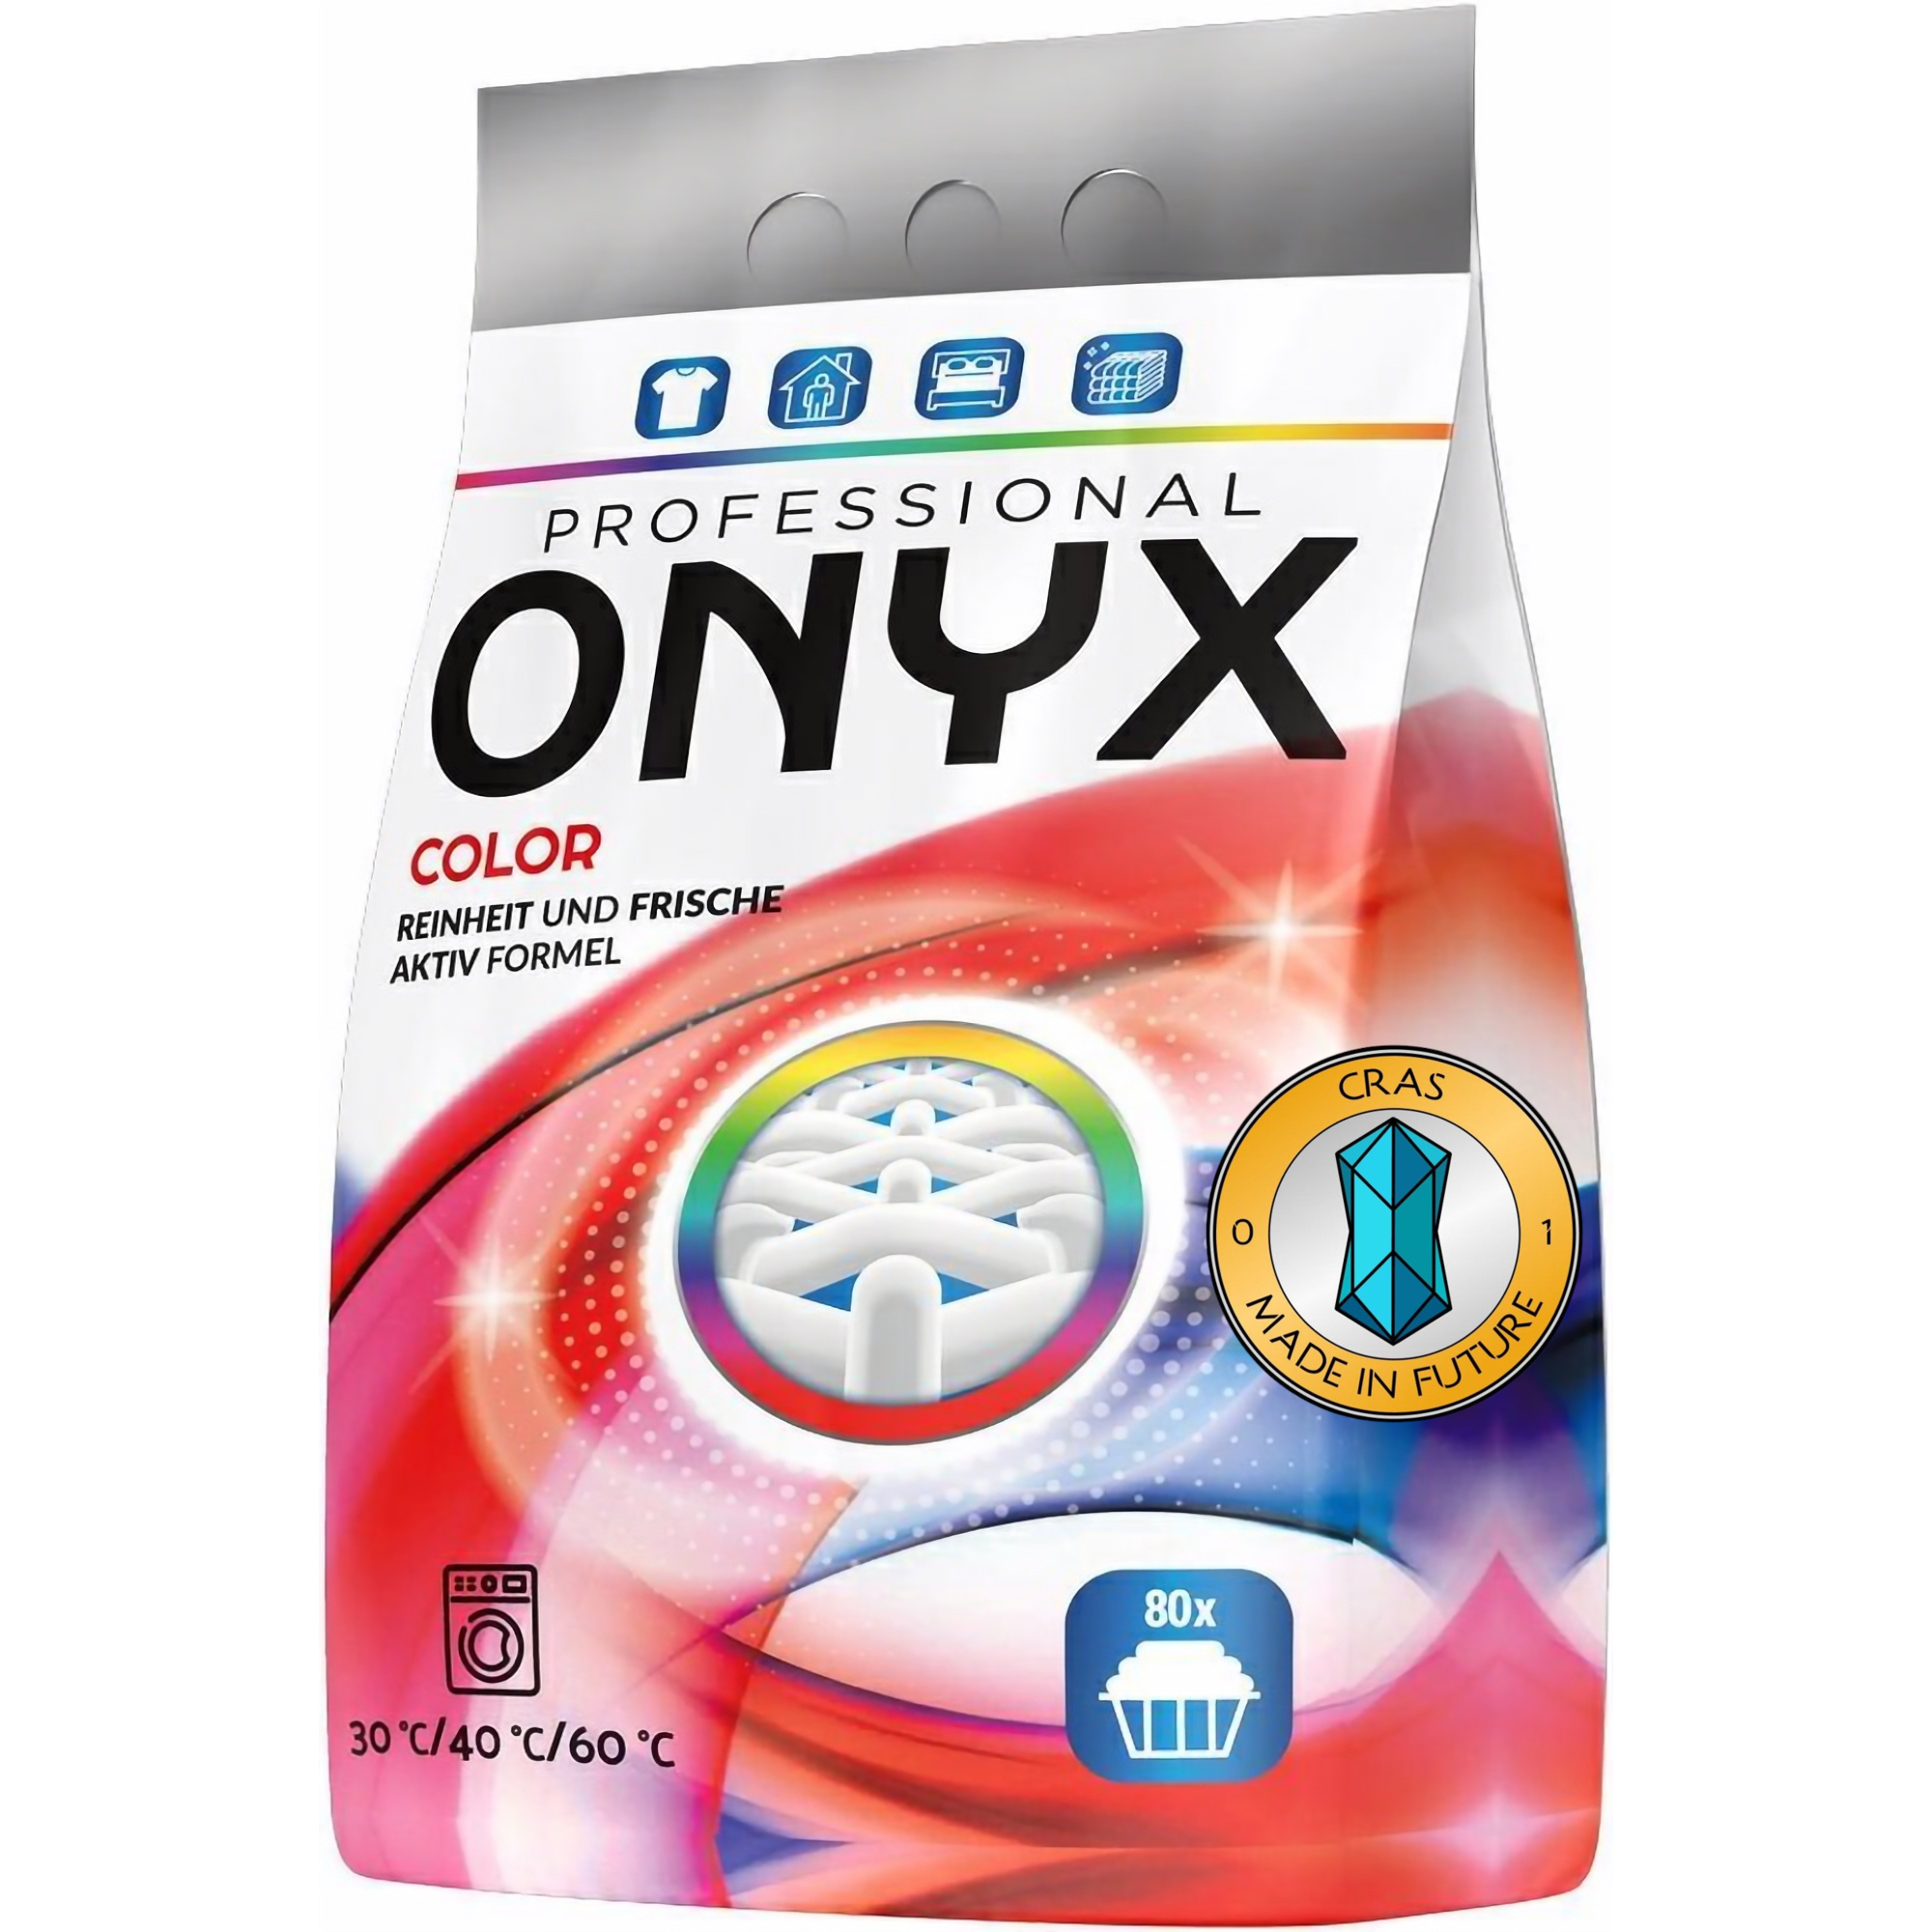 PROFESSIONAL
ONYX
COLOR
REINHEIT UND FRISCHE
AKTIV FORMEL
CRAS
0 1
MADE IN FUTURE
80x
30 °C/40 °C/60 °C